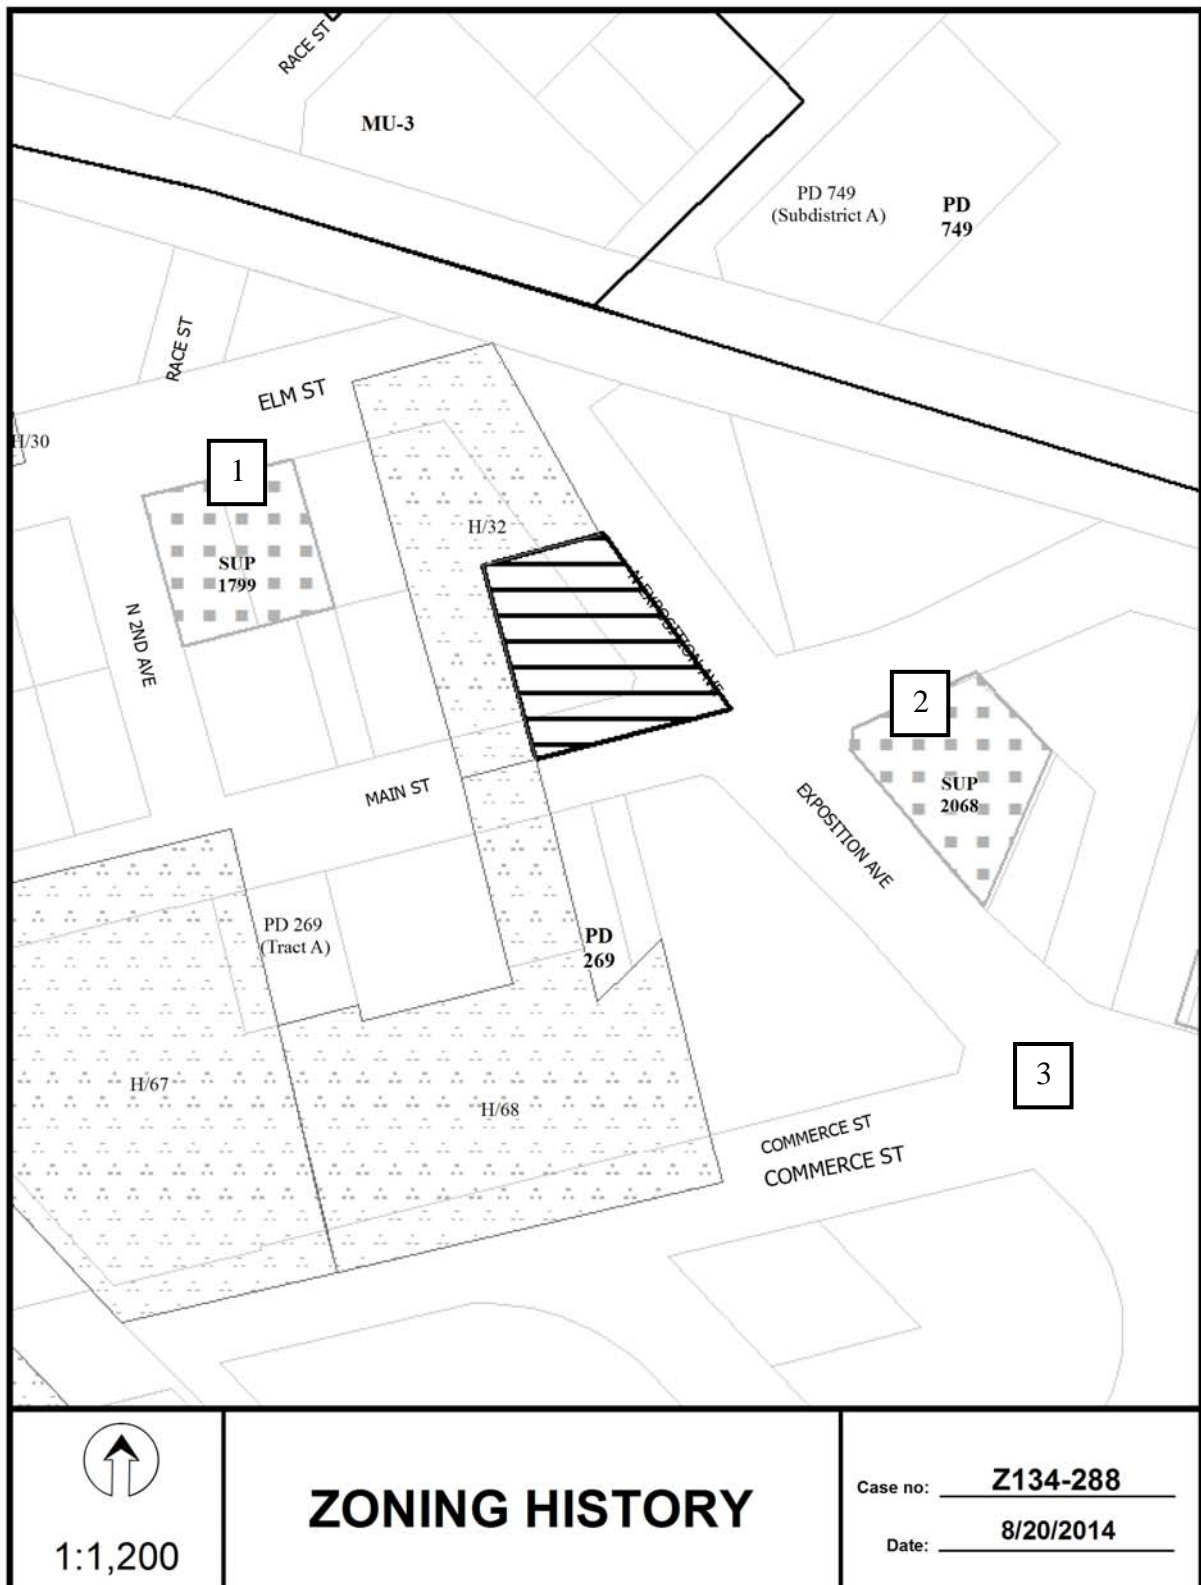 RACE ST
MU-3
PD 749
(Subdistrict A)
PD
749
RACE ST
ELM ST
H/30
1
H/32
SUP
1799
N EXPOSITION AVE
N 2ND AVE
2
SUP
2068
MAIN ST
EXPOSITION AVE
PD 269
(Tract A)
PD
269
3
H/67
H/68
COMMERCE ST
COMMERCE ST
1:1,200
ZONING HISTORY
Case no: Z134-288
Date: 8/20/2014